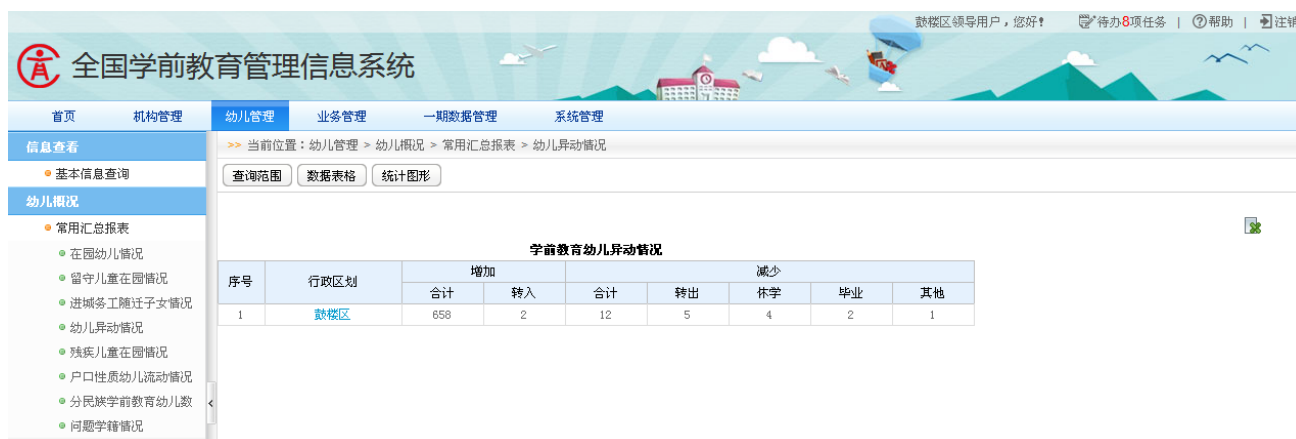 鼓楼区领导用户，您好！ 待办8项任务 | 帮助 | 注销
育 全国学前教育管理信息系统
首页 机构管理 幼儿管理 业务管理 一期数据管理 系统管理
信息查看
基本信息查询
幼儿概况
常用汇总报表
在园幼儿情况
留守儿童在园情况
进城务工随迁子女情况
幼儿异动情况
残疾儿童在园情况
户口性质幼儿流动情况
分民族学前教育幼儿数
问题学籍情况
>> 当前位置：幼儿管理 > 幼儿概况 > 常用汇总报表 > 幼儿异动情况
查询范围 数据表格 统计图形
学前教育幼儿异动情况
序号 行政区划 增加 减少
合计 转入 合计 转出 休学 毕业 其他
1 鼓楼区 658 2 12 5 4 2 1